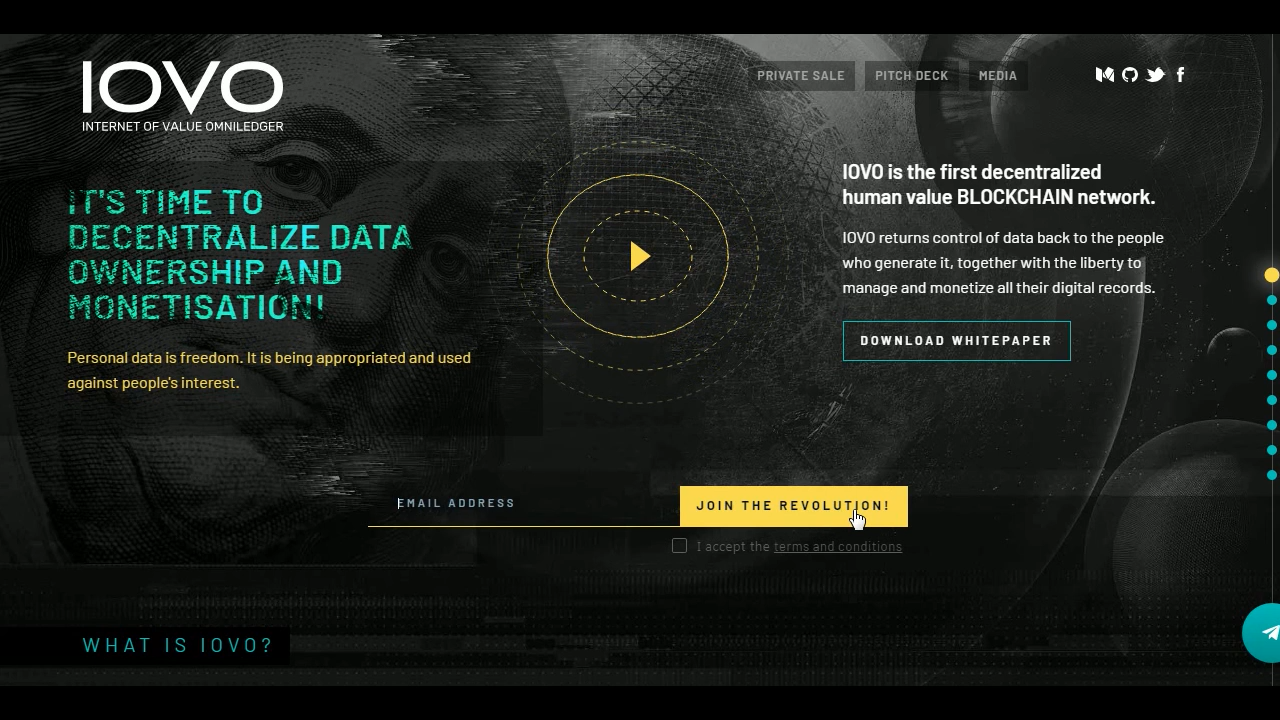 IOVO
INTERNET OF VALUE OMNILEDGER
PRIVATE SALE
PITCH DECK
MEDIA
IT'S TIME TO
DECENTRALIZE DATA
OWNERSHIP AND
MONETISATION!
Personal data is freedom. It is being appropriated and used
against people's interest.
IOVO is the first decentralized
human value BLOCKCHAIN network.
IOVO returns control of data back to the people
who generate it, together with the liberty to
manage and monetize all their digital records.
DOWNLOAD WHITEPAPER
EMAIL ADDRESS
JOIN THE REVOLUTION!
I accept the terms and conditions
WHAT IS IOVO?